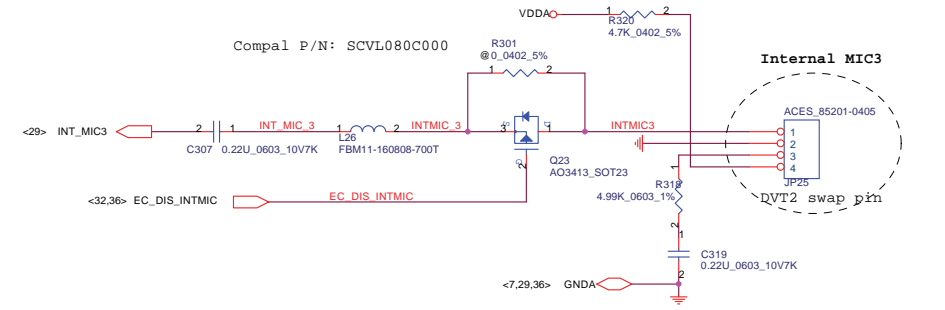 VDDA
1
2
R320
4.7K_0402_5%
Compal P/N: SCVL080C000
R301
@0_0402_5%
1
2
Internal MIC3
ACES_85201-0405
<29> INT_MIC3
2
1
INT_MIC_3
1
2
INTMIC_3
3
S
D
1
INTMIC3
1
2
3
4
C307
0.22U_0603_10V7K
L26
FBM11-160808-700T
G
2
Q23
AO3413_SOT23
JP25
DVT2 swap pin
1
R318
4.99K_0603_1%
2
<32,36> EC_DIS_INTMIC
EC_DIS_INTMIC
1
C319
0.22U_0603_10V7K
2
<7,29,36> GNDA